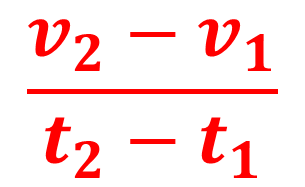 v₂ − v₁
t₂ − t₁